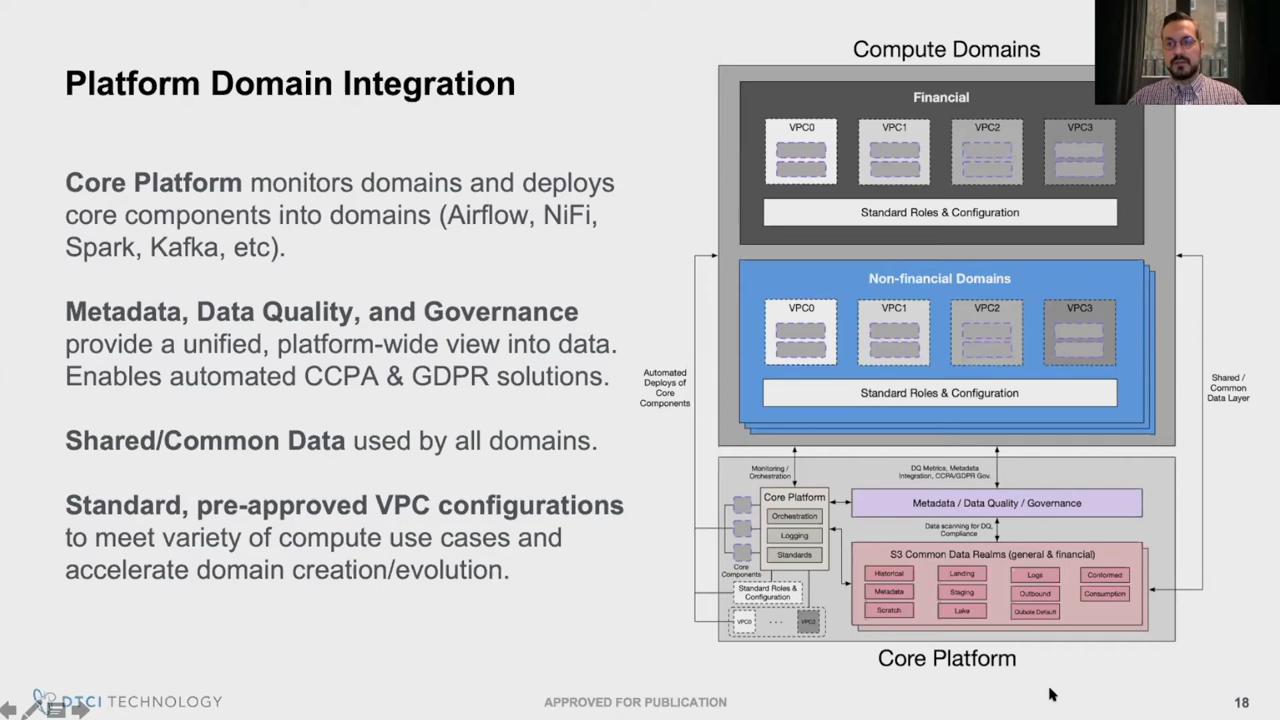 Platform Domain Integration
Core Platform monitors domains and deploys
core components into domains (Airflow, NiFi,
Spark, Kafka, etc).
Metadata, Data Quality, and Governance
provide a unified, platform-wide view into data.
Enables automated CCPA & GDPR solutions.
Shared/Common Data used by all domains.
Standard, pre-approved VPC configurations
to meet variety of compute use cases and
accelerate domain creation/evolution.
Compute Domains
Financial
VPC0 VPC1 VPC2 VPC3
Standard Roles & Configuration
Non-financial Domains
VPC0 VPC1 VPC2 VPC3
Standard Roles & Configuration
Automated
Deploys of
Core
Components
Shared /
Common
Data Layer
Monitoring /
Orchestration
DQ Metrics, Metadata
Integration, CCPA/GDPR Gov.
Core Platform
Orchestration
Logging
Standards
Core
Components
Standard Roles &
Configuration
VPC0 ... VPC3
Metadata / Data Quality / Governance
Data scanning for DQ,
Compliance
S3 Common Data Realms (general & financial)
Historical Landing Logs Conformed
Metadata Staging Outbound Consumption
Scratch Lake Qubole Default
Core Platform
DTCI TECHNOLOGY
APPROVED FOR PUBLICATION
18